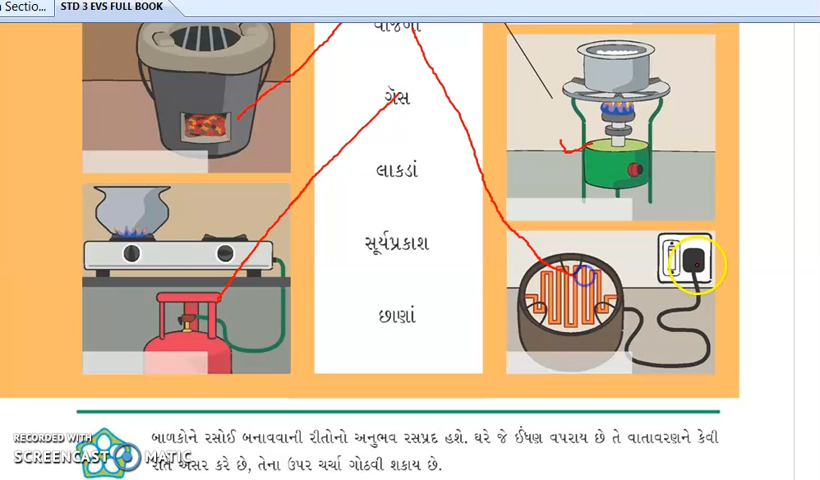 n Sectio...
STD 3 EVS FULL BOOK
વીજળી
ગૅસ
લાકડાં
સૂર્યપ્રકાશ
છાણાં
બાળકોને રસોઈ બનાવવાની રીતોનો અનુભવ રસપ્રદ હશે. ઘરે જે ઈંધણ વપરાય છે તે વાતાવરણને કેવી
રીતે અસર કરે છે, તેના ઉપર ચર્ચા ગોઠવી શકાય છે.
RECORDED WITH
SCREENCAST MATIC